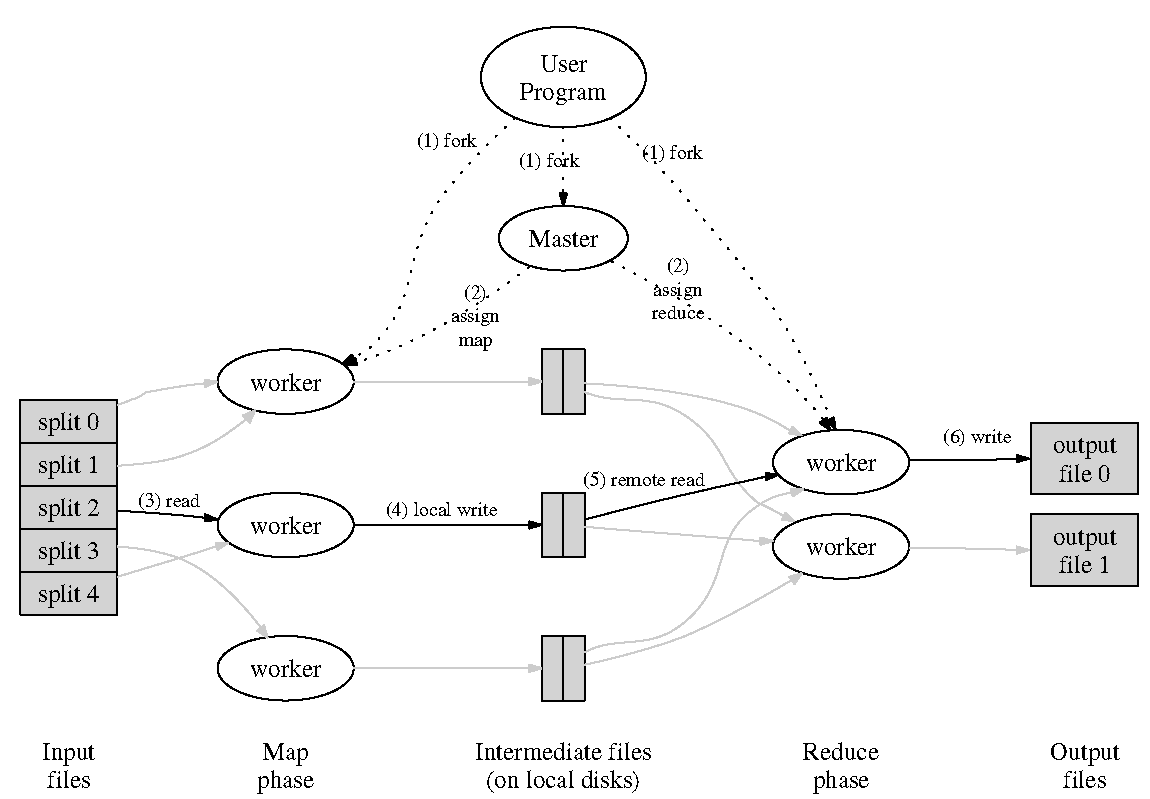 User
Program
(1) fork
(1) fork
(1) fork
Master
(2)
assign
map
(2)
assign
reduce
worker
split 0
split 1
split 2
split 3
split 4
(3) read
worker
(4) local write
(5) remote read
worker
worker
worker
(6) write
output
file 0
output
file 1
Input
files
Map
phase
Intermediate files
(on local disks)
Reduce
phase
Output
files